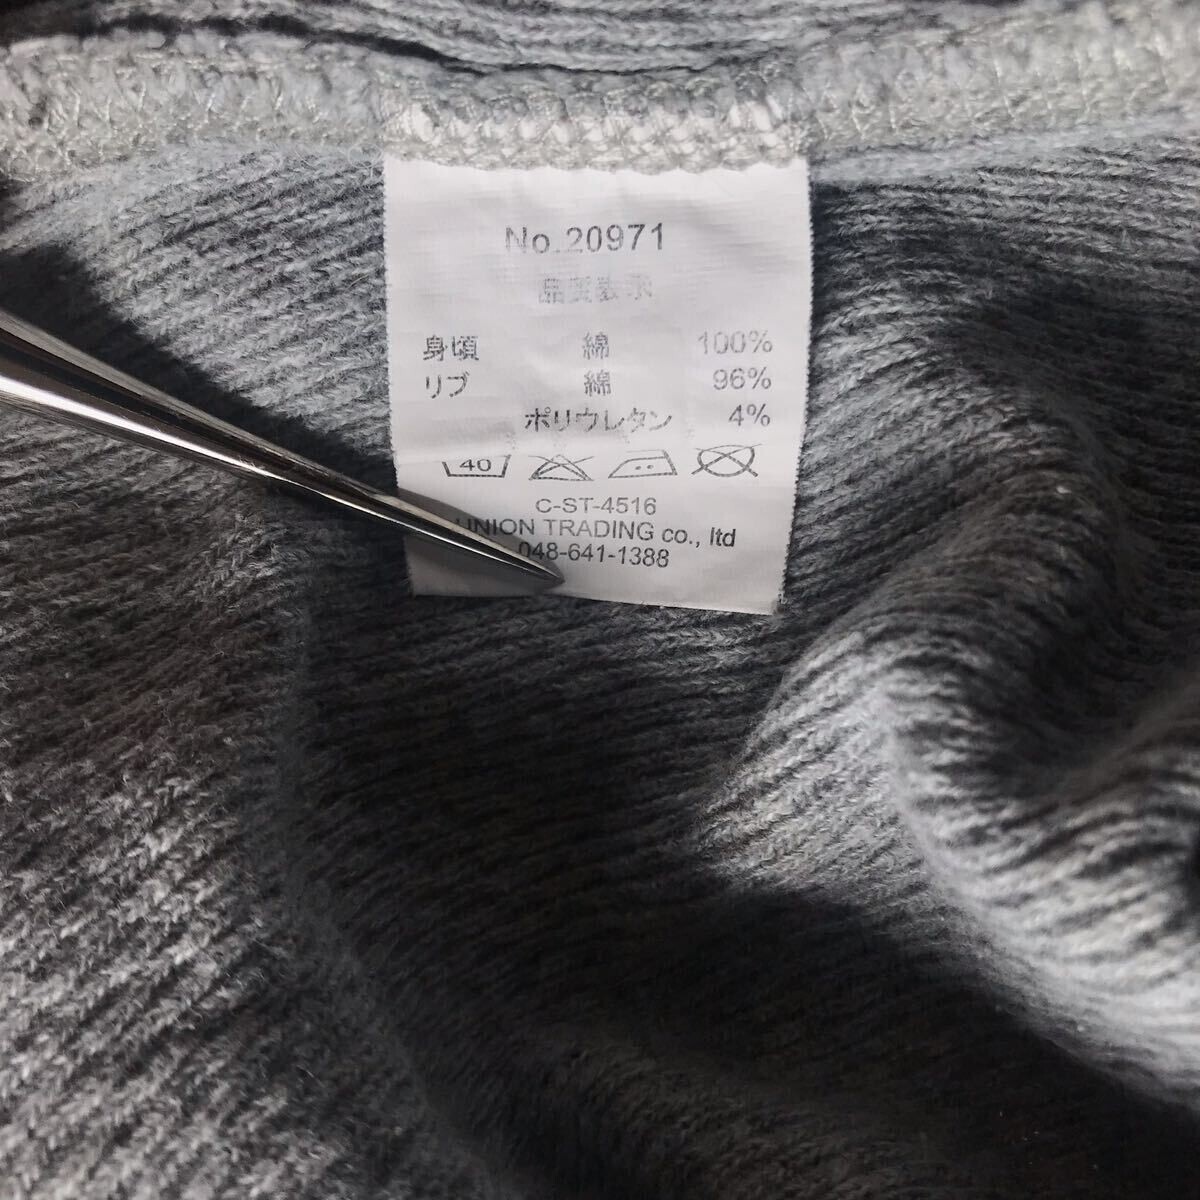 No.20971
品質表示
身頃 綿 100%
リブ 綿 96%
ポリウレタン 4%
40
C-ST-4516
UNION TRADING co., ltd
048-641-1388